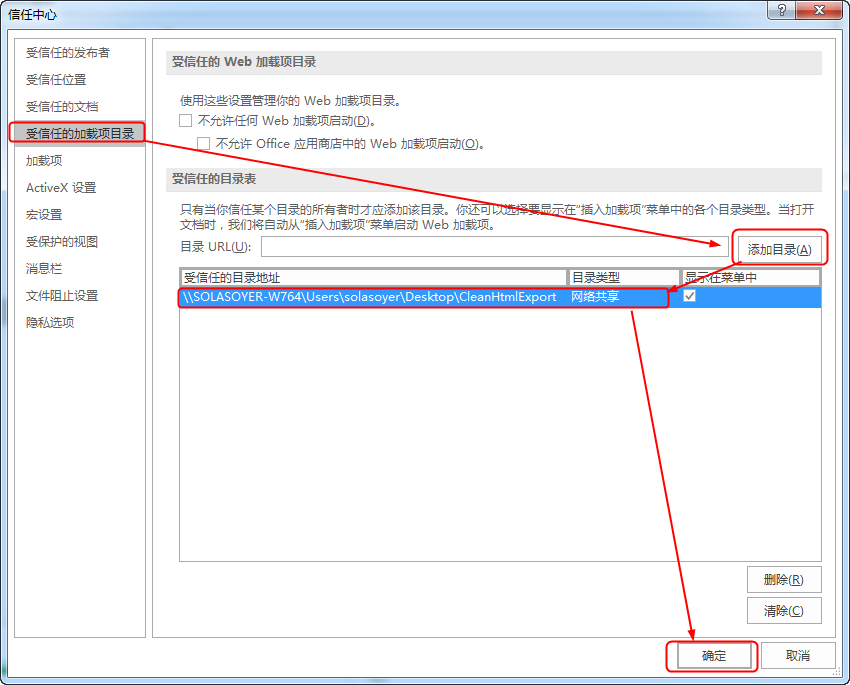 信任中心
受信任的发布者
受信任位置
受信任的文档
受信任的加载项目录
加载项
ActiveX 设置
宏设置
受保护的视图
消息栏
文件阻止设置
隐私选项
受信任的 Web 加载项目录
使用这些设置管理你的 Web 加载项目录。
不允许任何 Web 加载项启动(D)。
不允许 Office 应用商店中的 Web 加载项启动(O)。
受信任的目录表
只有当你信任某个目录的所有者时才应添加该目录。你还可以选择要显示在“插入加载项”菜单中的各个目录类型。当打开
文档时，我们将自动从“插入加载项”菜单启动 Web 加载项。
目录 URL(U):
添加目录(A)
受信任的目录地址 目录类型 显示在菜单中
\\SOLASOYER-W764\Users\solasoyer\Desktop\CleanHtmlExport 网络共享
删除(R)
清除(C)
确定 取消